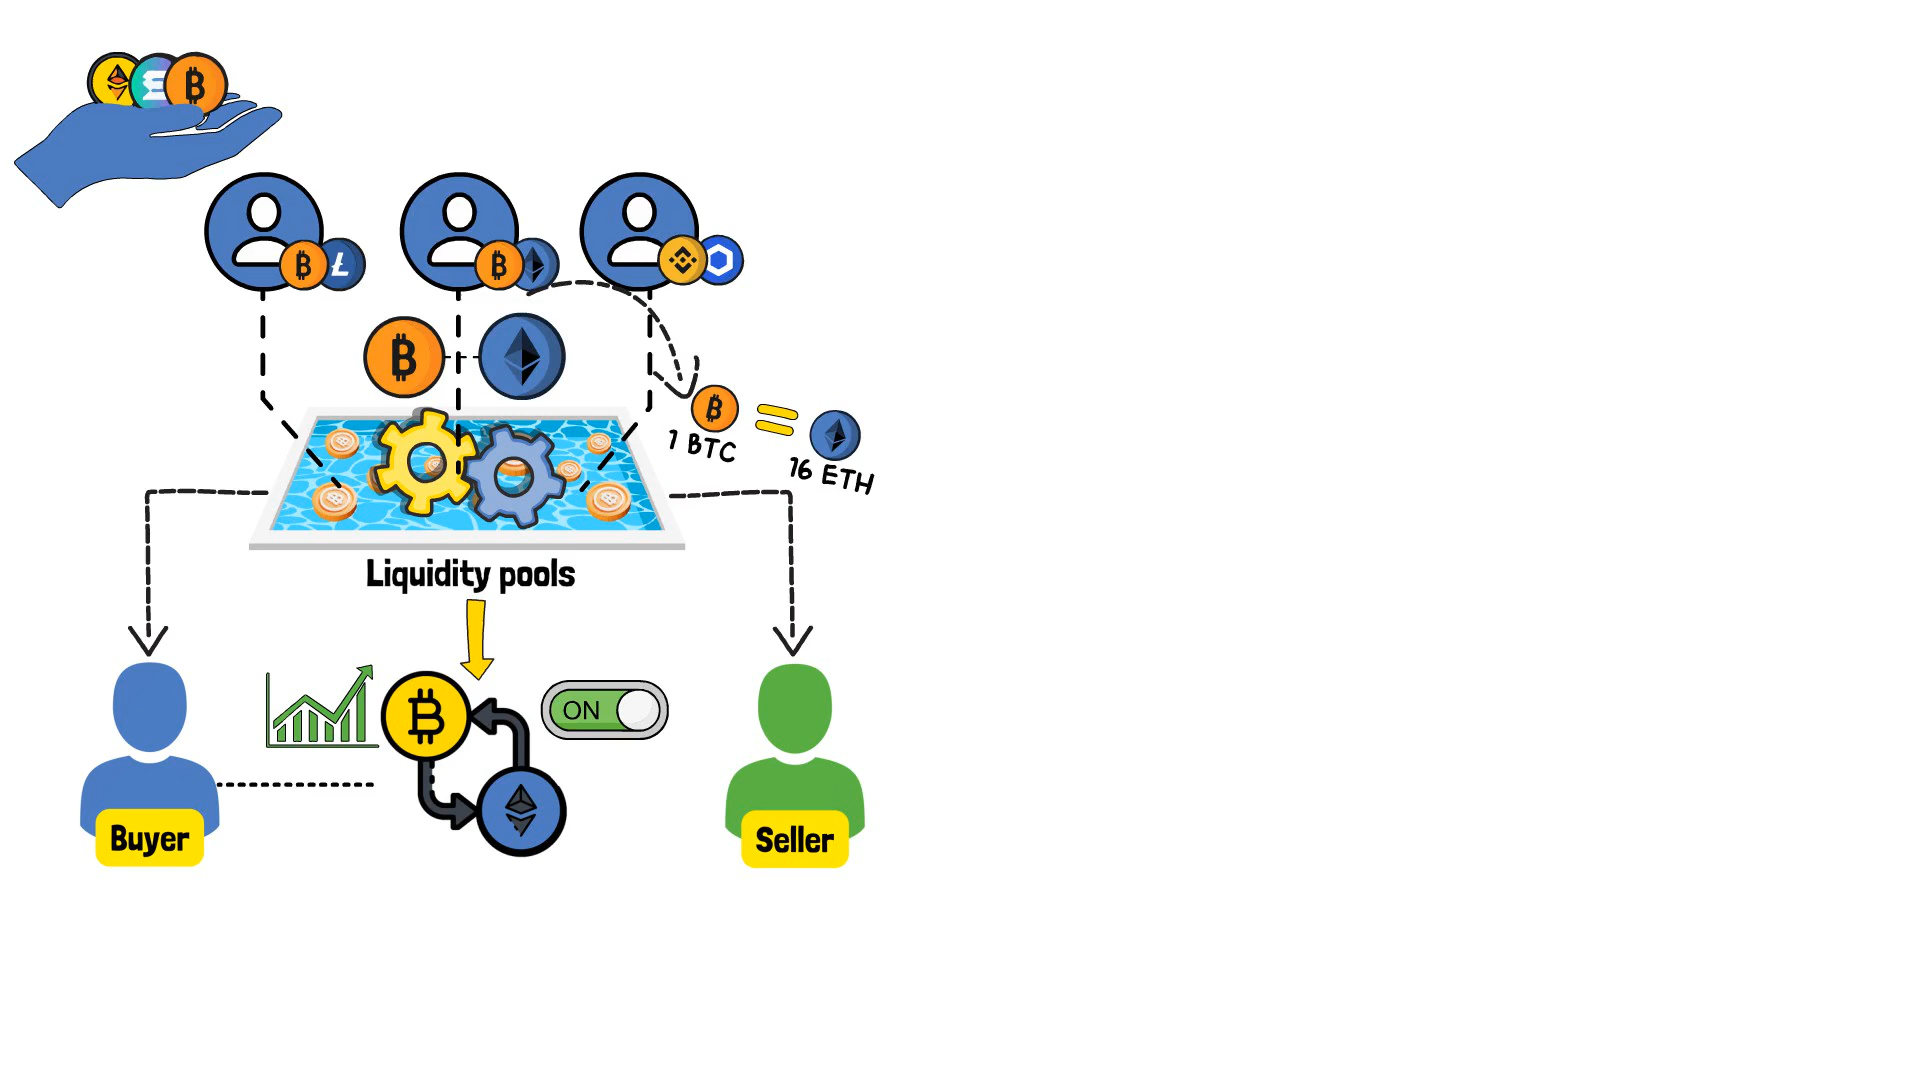 1 BTC
16 ETH
Liquidity pools
ON
Buyer
Seller